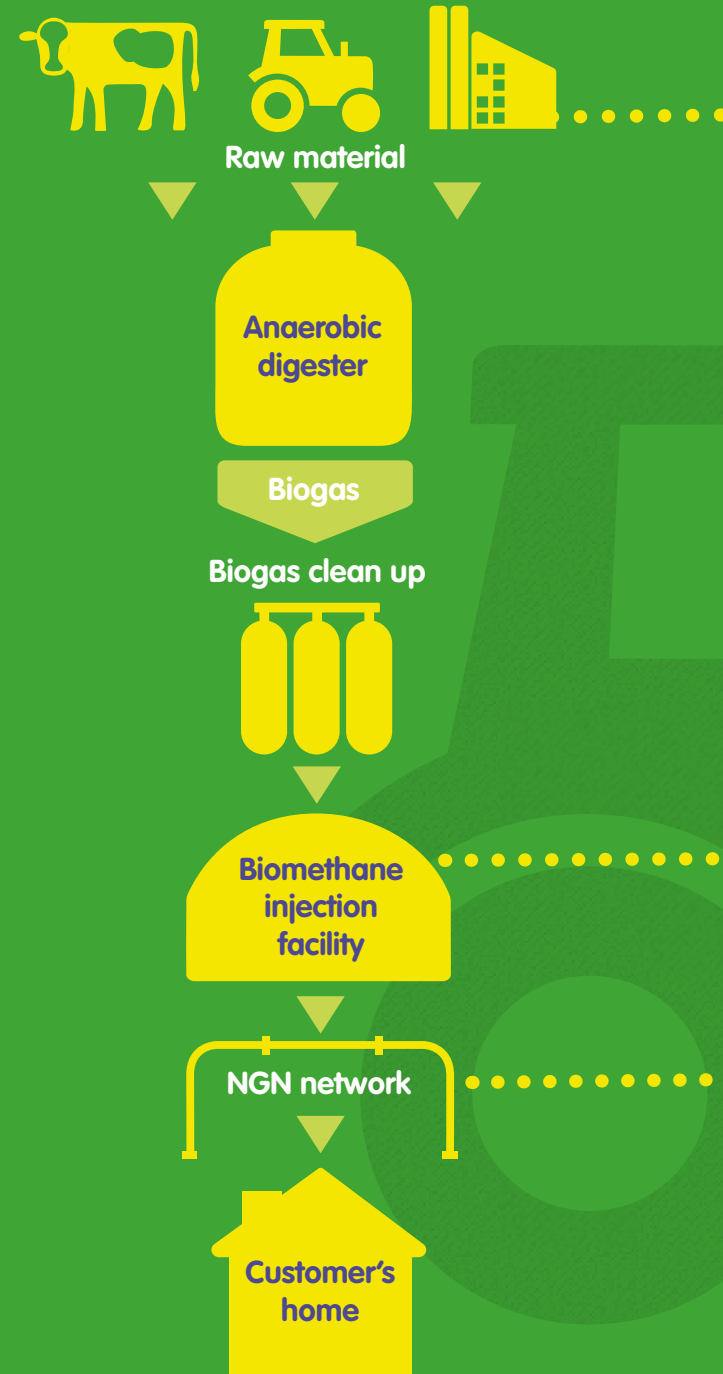 Raw material
Anaerobic
digester
Biogas
Biogas clean up
Biomethane
injection
facility
NGN network
Customer's
home